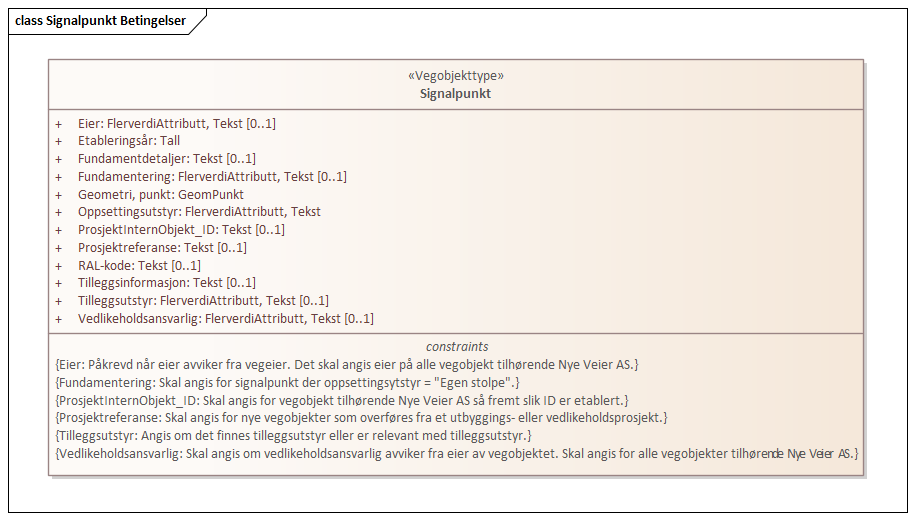 class Signalpunkt Betingelser
«Vegobjekttype»
Signalpunkt
+ Eier: FlerverdiAttributt, Tekst [0..1]
+ Etableringsår: Tall
+ Fundamentdetaljer: Tekst [0..1]
+ Fundamentering: FlerverdiAttributt, Tekst [0..1]
+ Geometri, punkt: GeomPunkt
+ Oppsettingsutstyr: FlerverdiAttributt, Tekst
+ ProsjektInternObjekt_ID: Tekst [0..1]
+ Prosjektreferanse: Tekst [0..1]
+ RAL-kode: Tekst [0..1]
+ Tilleggsinformasjon: Tekst [0..1]
+ Tilleggsutstyr: FlerverdiAttributt, Tekst [0..1]
+ Vedlikeholdsansvarlig: FlerverdiAttributt, Tekst [0..1]
constraints
{Eier: Påkrevd når eier avviker fra vegeier. Det skal angis eier på alle vegobjekt tilhørende Nye Veier AS.}
{Fundamentering: Skal angis for signalpunkt der oppsettingsytstyr = "Egen stolpe".}
{ProsjektInternObjekt_ID: Skal angis for vegobjekt tilhørende Nye Veier AS så fremt slik ID er etablert.}
{Prosjektreferanse: Skal angis for nye vegobjekter som overføres fra et utbyggings- eller vedlikeholdsprosjekt.}
{Tilleggsutstyr: Angis om det finnes tilleggsutstyr eller er relevant med tilleggsutstyr.}
{Vedlikeholdsansvarlig: Skal angis om vedlikeholdsansvarlig avviker fra eier av vegobjektet. Skal angis for alle vegobjekter tilhørende Nye Veier AS.}